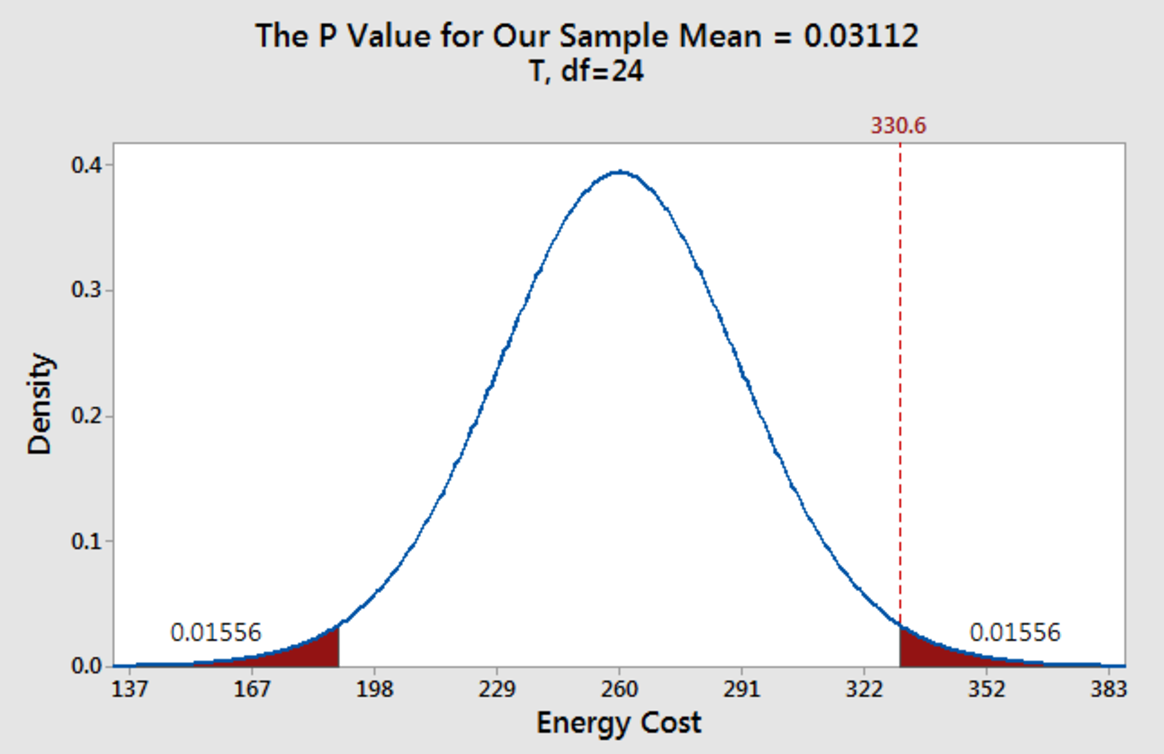 The P Value for Our Sample Mean = 0.03112
T, df=24
330.6
0.4
0.3
0.2
0.1
0.0
Density
0.01556
0.01556
137 167 198 229 260 291 322 352 383
Energy Cost